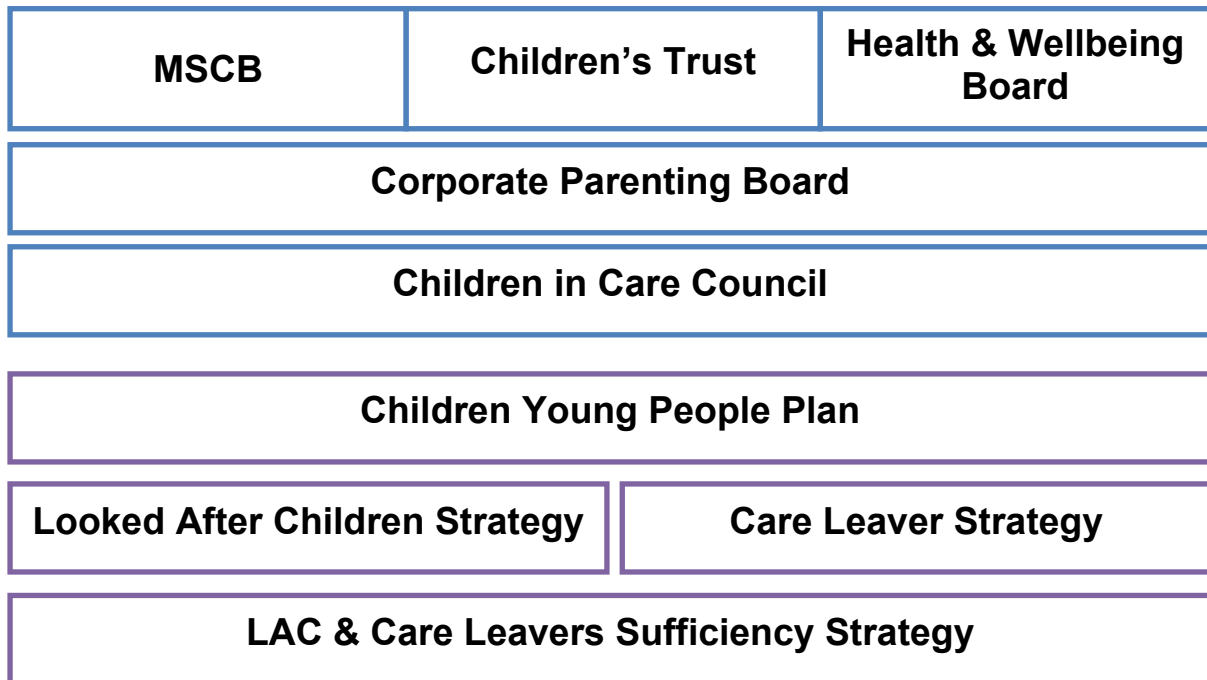 MSCB
Children’s Trust
Health & Wellbeing
Board
Corporate Parenting Board
Children in Care Council
Children Young People Plan
Looked After Children Strategy
Care Leaver Strategy
LAC & Care Leavers Sufficiency Strategy